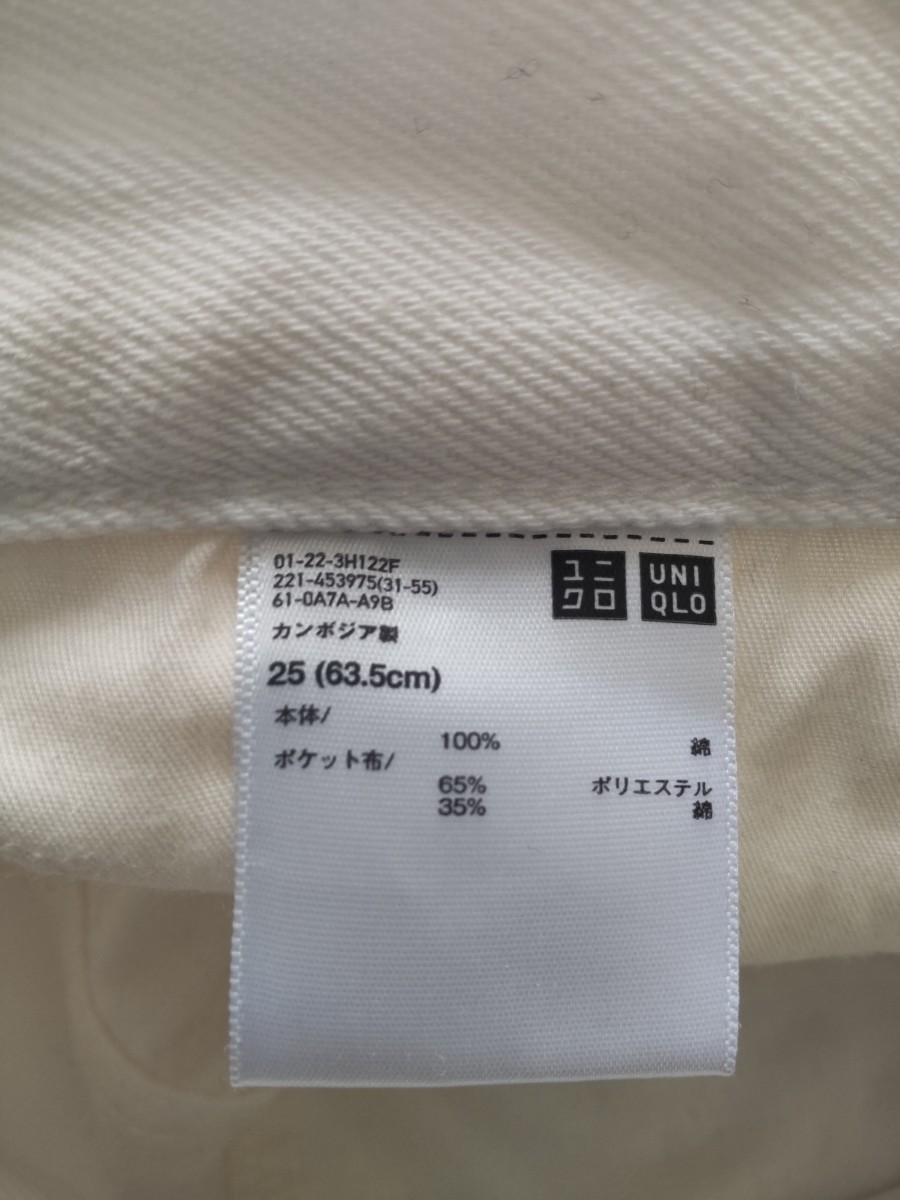 01-22-3H122F
221-453975(31-55)
61-0A7A-A9B
ユニ
クロ
UNI
QLO
カンボジア製
25 (63.5cm)
本体/
100% 綿
ポケット布/
65% ポリエステル
35% 綿